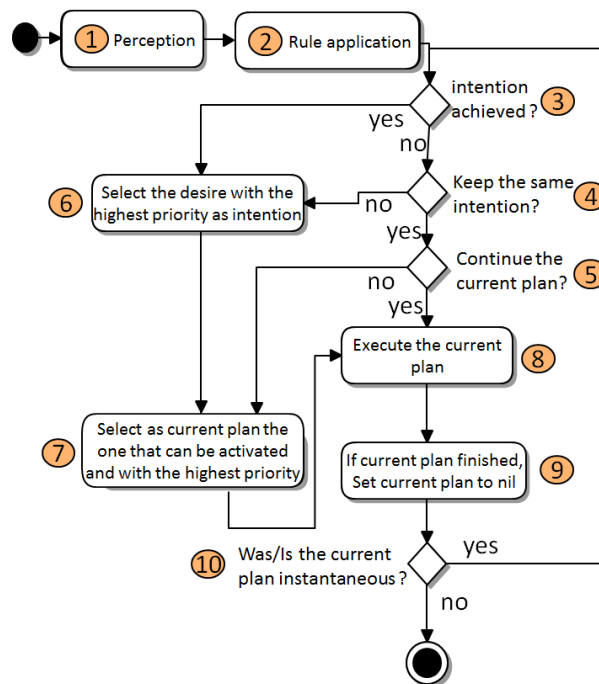 1 Perception
2 Rule application
intention
achieved ? 3
yes
no
Keep the same
intention? 4
6 Select the desire with the
highest priority as intention
no
yes
Continue the
current plan? 5
no
yes
Execute the current
plan 8
7 Select as current plan the
one that can be activated
and with the highest priority
If current plan finished,
Set current plan to nil 9
10 Was/Is the current
plan instantaneous ?
yes
no